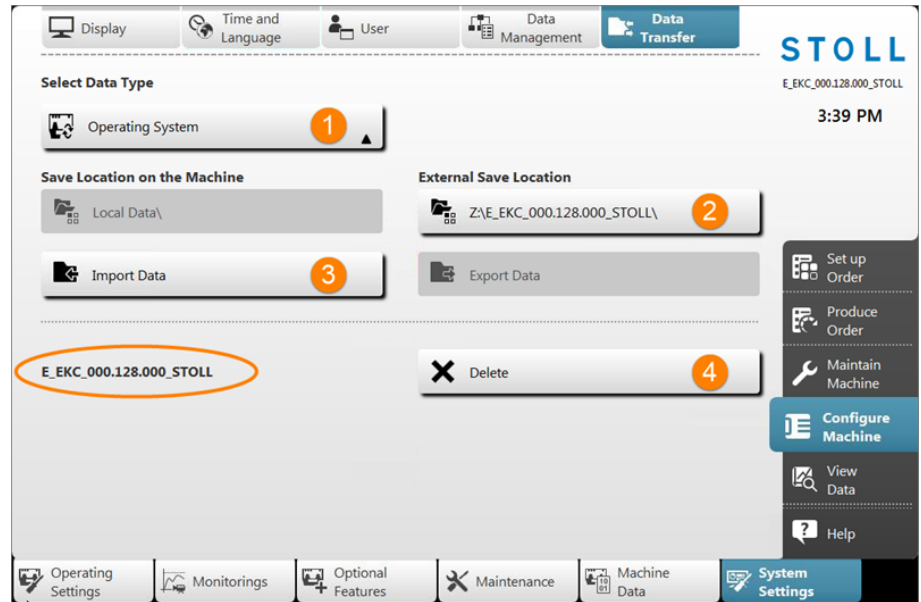 Display
Time and
Language
User
Data
Management
Data
Transfer
STOLL
E_EKC_000.128.000_STOLL
3:39 PM
Select Data Type
Operating System
1
Save Location on the Machine
External Save Location
Local Data\
Z:\E_EKC_000.128.000_STOLL\
2
Import Data
3
Export Data
E_EKC_000.128.000_STOLL
Delete
4
Set up
Order
Produce
Order
Maintain
Machine
Configure
Machine
View
Data
Help
Operating
Settings
Monitorings
Optional
Features
Maintenance
Machine
Data
System
Settings